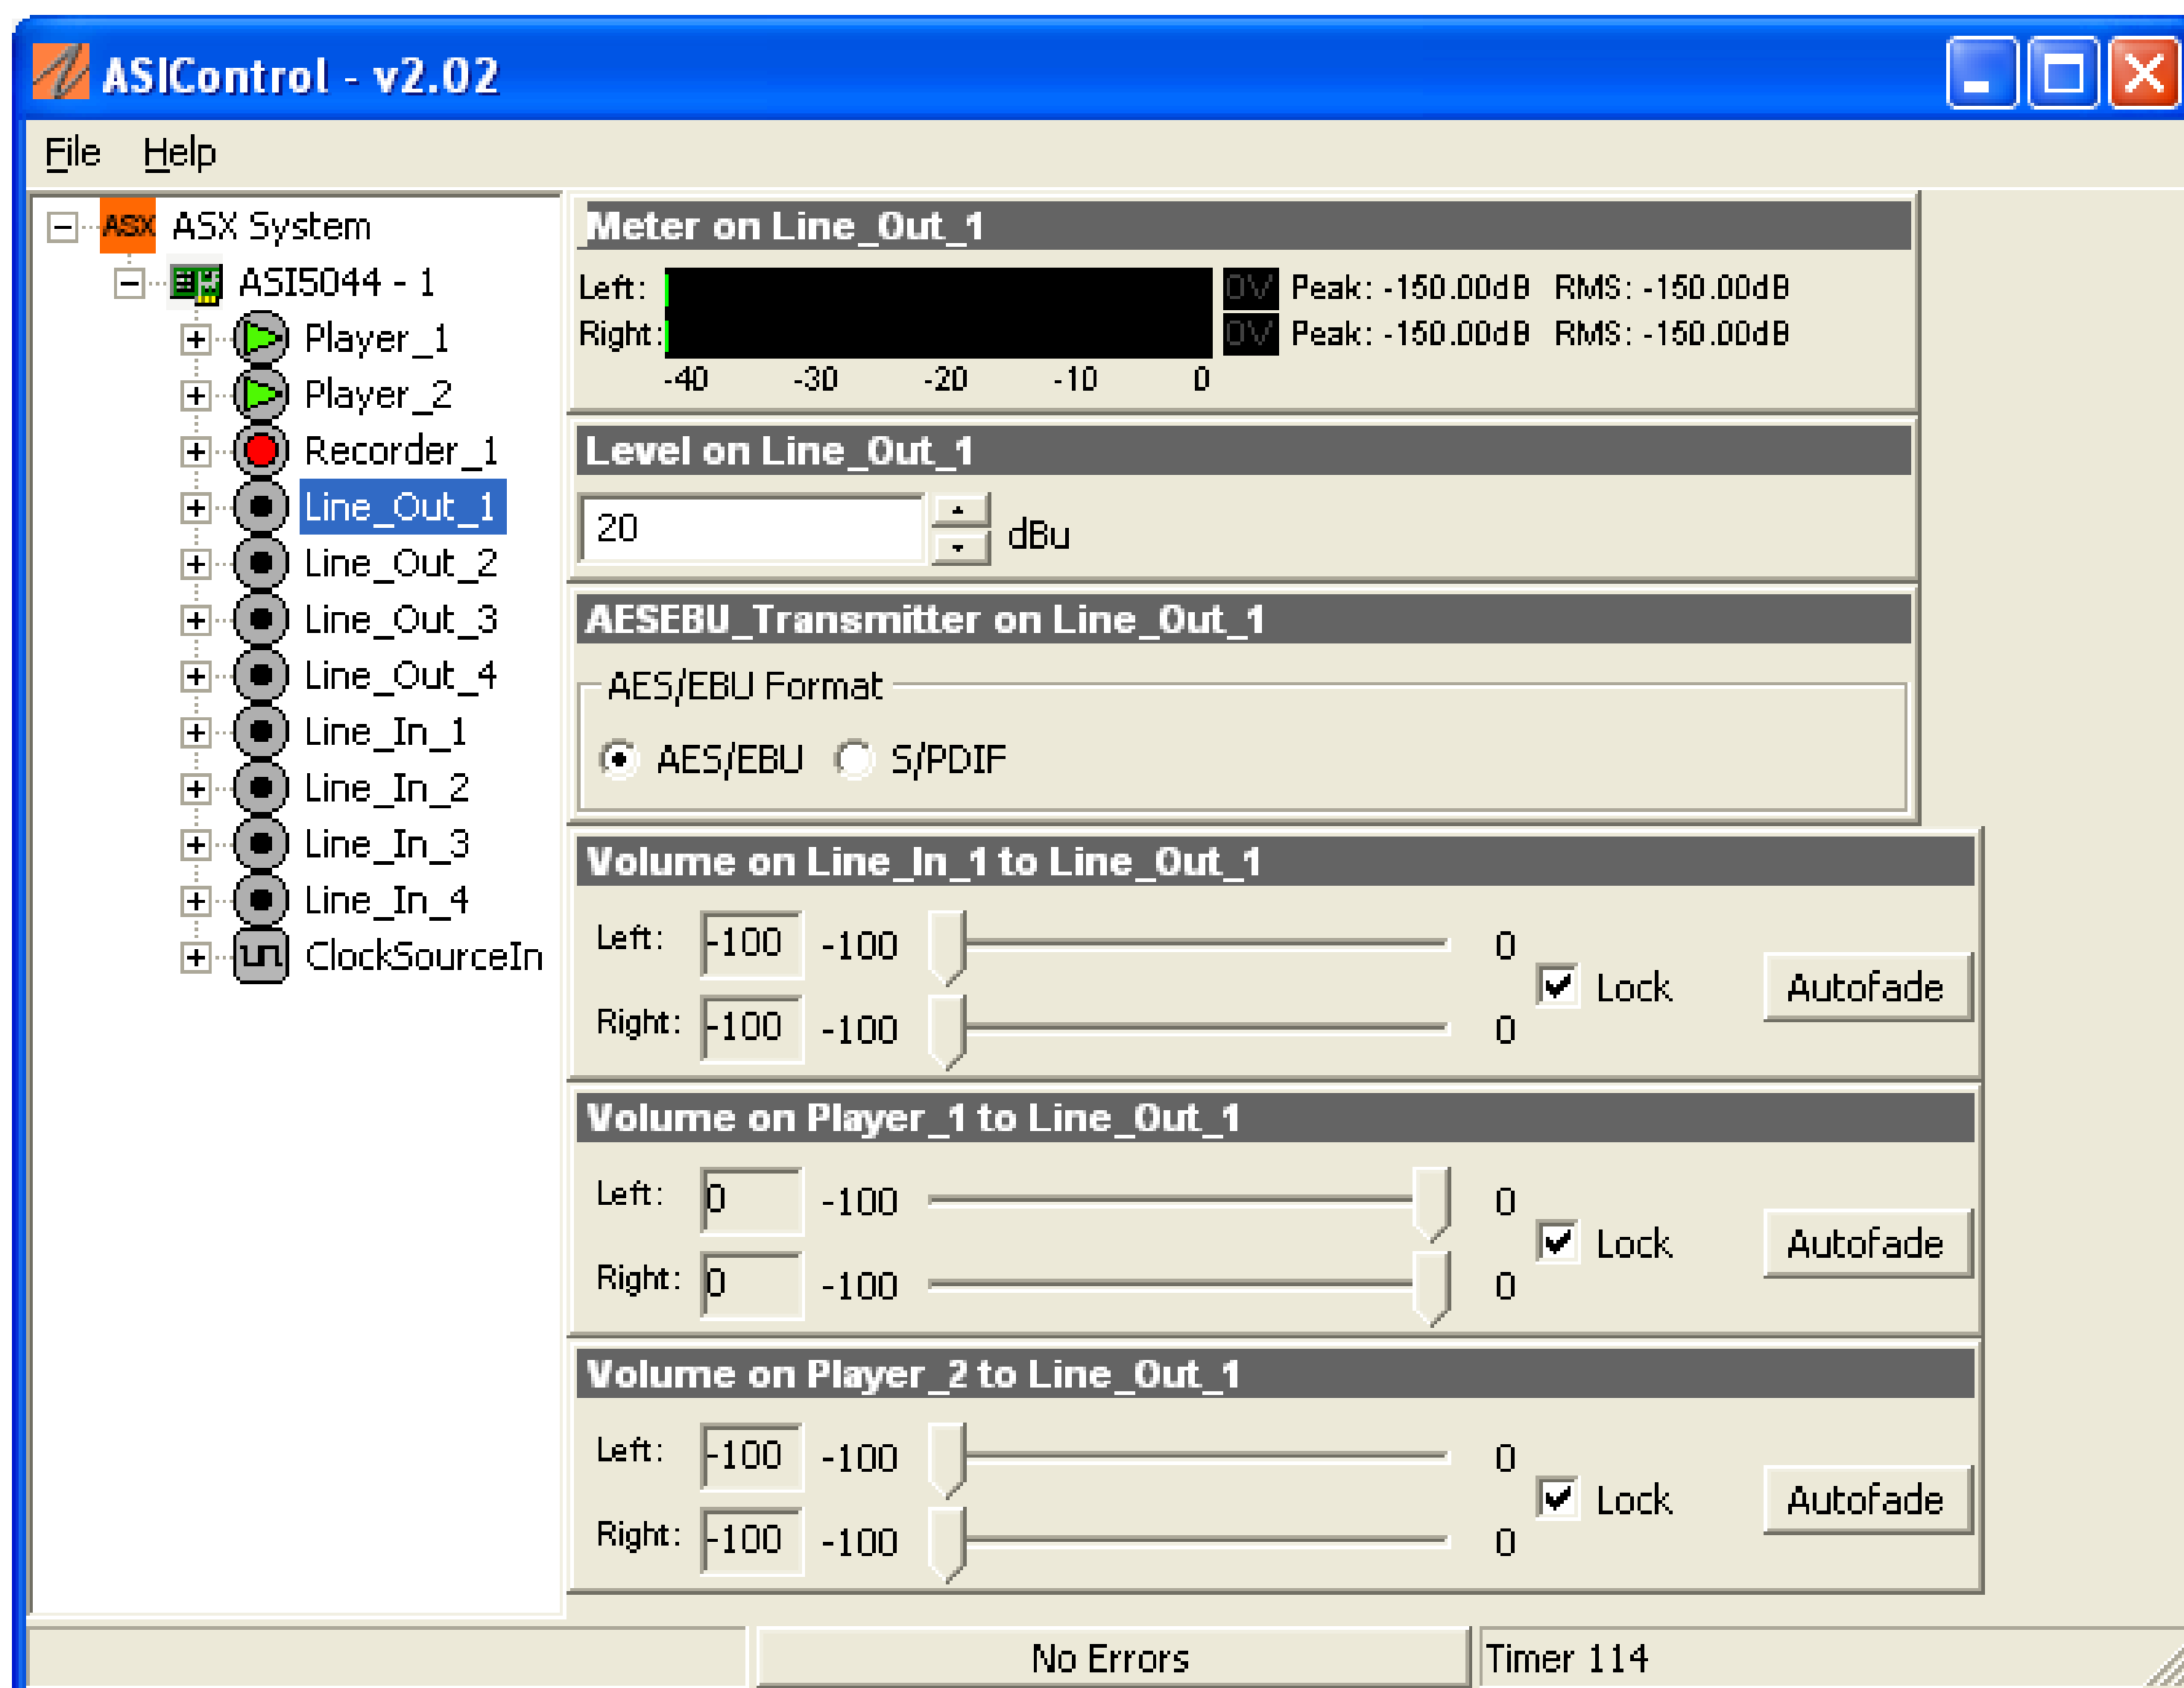 ASIControl - v2.02
File Help
ASX ASX System
ASI5044 - 1
Player_1
Player_2
Recorder_1
Line_Out_1
Line_Out_2
Line_Out_3
Line_Out_4
Line_In_1
Line_In_2
Line_In_3
Line_In_4
ClockSourceIn
Meter on Line_Out_1
Left: OV Peak: -150.00dB RMS: -150.00dB
Right: OV Peak: -150.00dB RMS: -150.00dB
-40 -30 -20 -10 0
Level on Line_Out_1
20 dBu
AESEBU_Transmitter on Line_Out_1
AES/EBU Format
AES/EBU S/PDIF
Volume on Line_In_1 to Line_Out_1
Left: -100 -100 0
Lock Autofade
Right: -100 -100 0
Volume on Player_1 to Line_Out_1
Left: 0 -100 0
Lock Autofade
Right: 0 -100 0
Volume on Player_2 to Line_Out_1
Left: -100 -100 0
Lock Autofade
Right: -100 -100 0
No Errors Timer 114